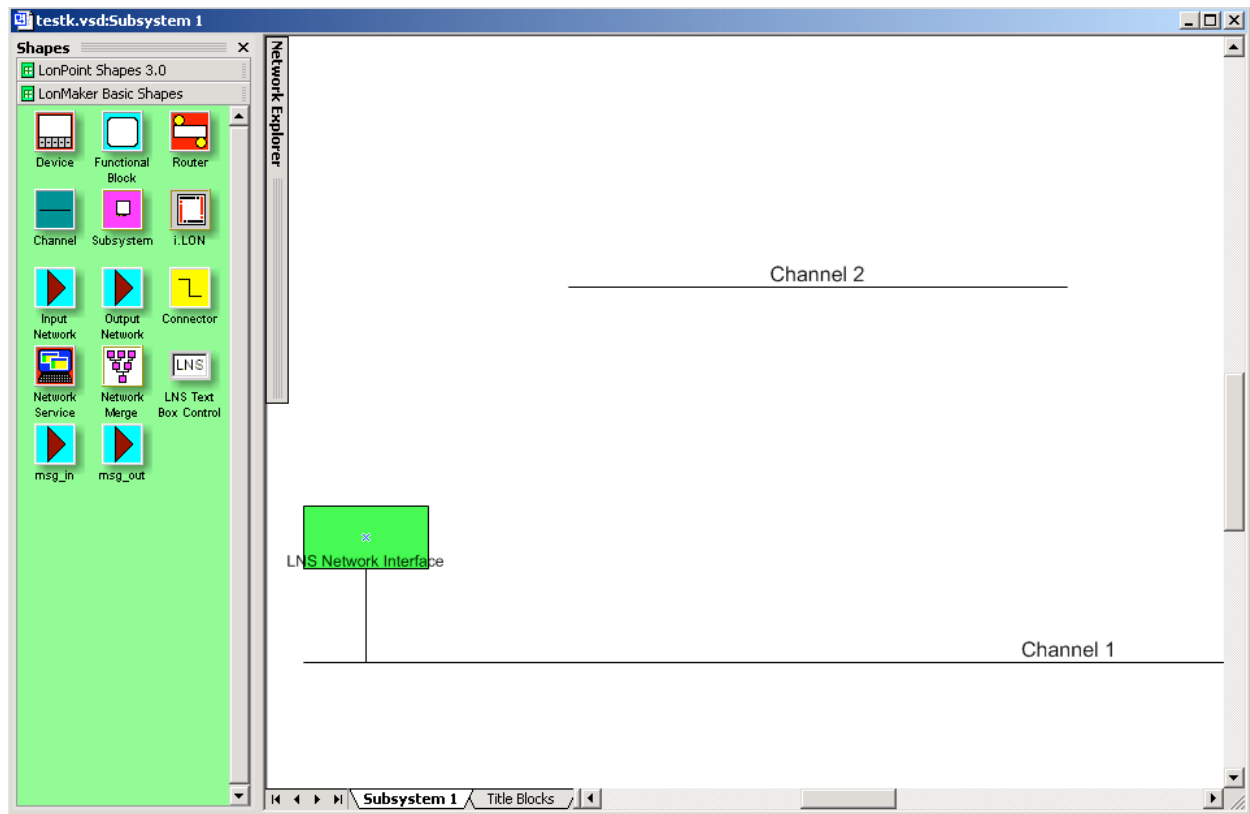 testk.vsd:Subsystem 1
Shapes
LonPoint Shapes 3.0
LonMaker Basic Shapes
Device
Functional
Block
Router
Channel
Subsystem
i.LON
Input
Network
Output
Network
Connector
Network
Service
Network
Merge
LNS
LNS Text
Box Control
msg_in
msg_out
Network Explorer
Channel 2
LNS Network Interface
Channel 1
Subsystem 1
Title Blocks